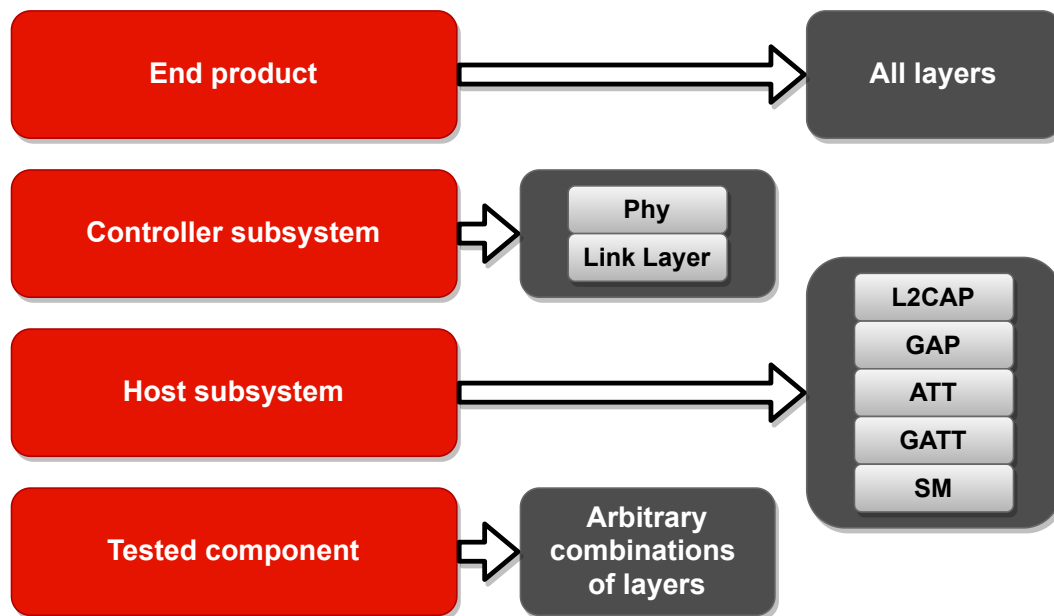 End product
All layers
Controller subsystem
Phy
Link Layer
Host subsystem
L2CAP
GAP
ATT
GATT
SM
Tested component
Arbitrary
combinations
of layers